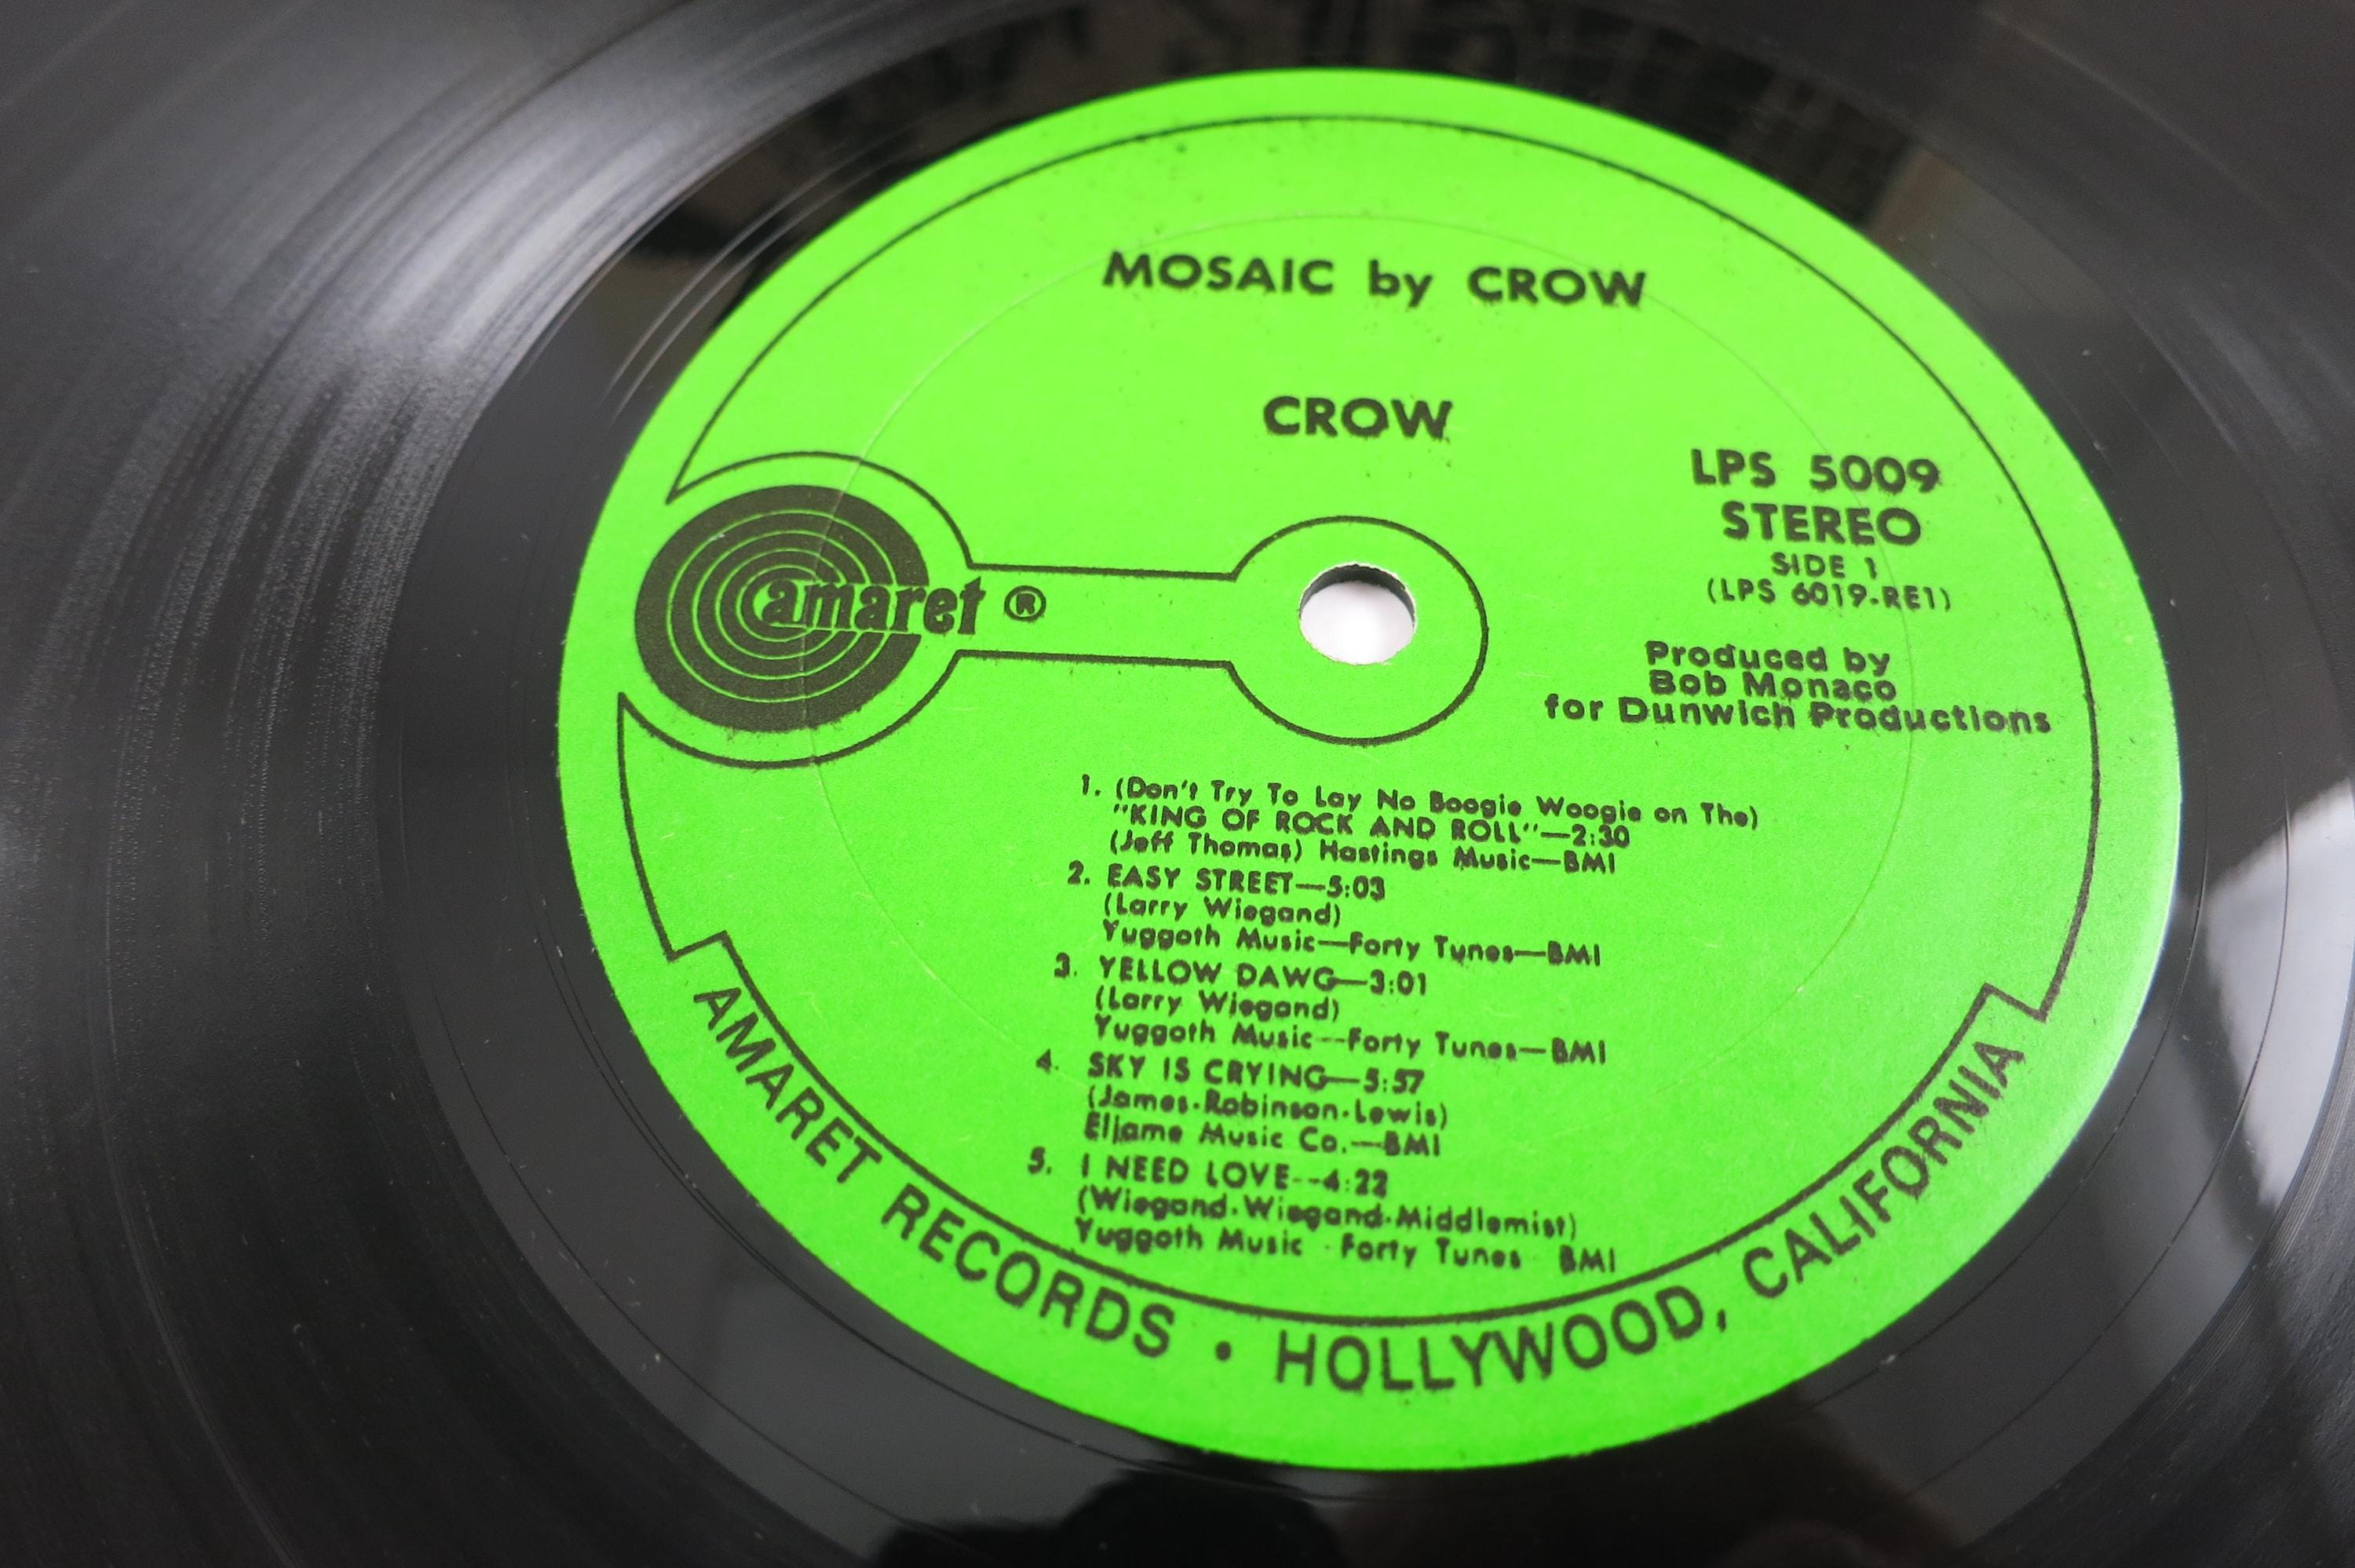 MOSAIC by CROW
CROW
LPS 5009
STEREO
SIDE 1
(LPS 6019-RE1)
amaret ®
Produced by
Bob Monaco
for Dunwich Productions
1. (Don't Try To Lay No Boogie Woogie on The)
"KING OF ROCK AND ROLL"—2:30
(Jeff Thomas) Hastings Music—BMI
2. EASY STREET—5:03
(Larry Wiegand)
Yuggoth Music—Forty Tunes—BMI
3. YELLOW DAWG—3:01
(Larry Wiegand)
Yuggoth Music--Forty Tunes—BMI
4. SKY IS CRYING—5:57
(James-Robinson-Lewis)
Eljame Music Co.—BMI
5. I NEED LOVE--4:22
(Wiegand-Wiegand-Middlemist)
Yuggoth Music - Forty Tunes BMI
AMARET RECORDS • HOLLYWOOD, CALIFORNIA